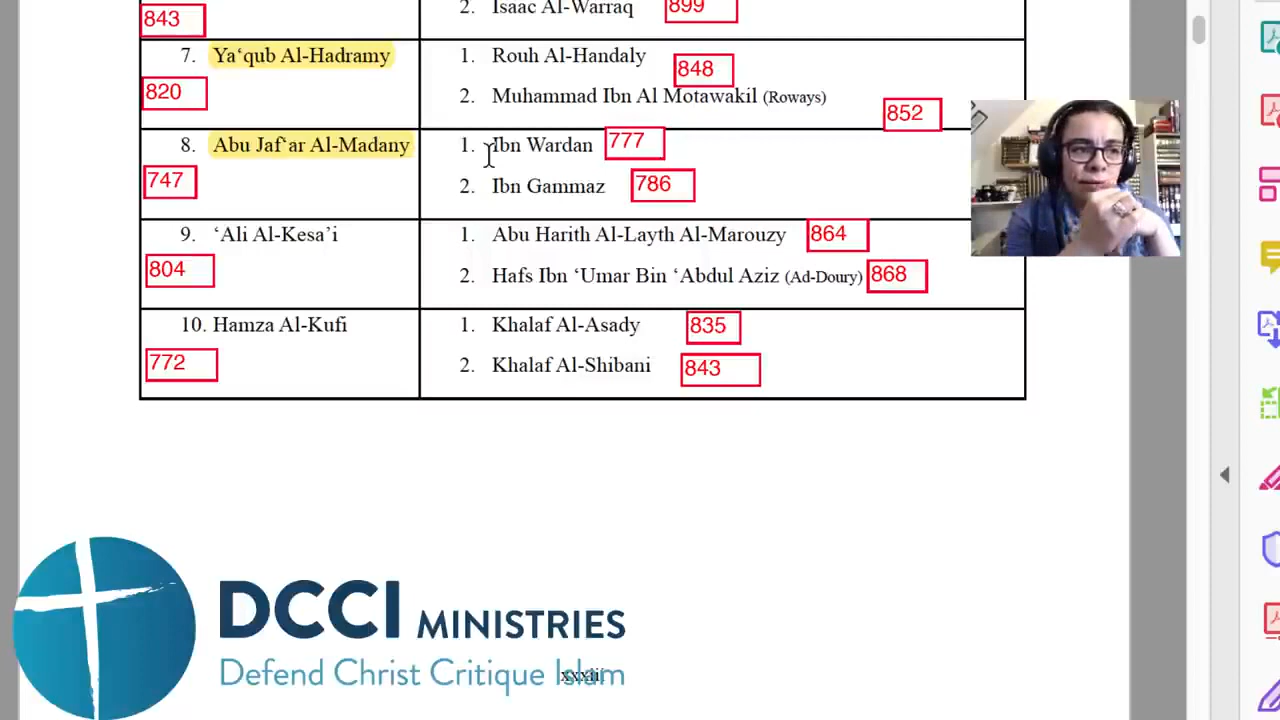 2. Isaac Al-Warraq 899
843
7. Ya‘qub Al-Hadramy
820
1. Rouh Al-Handaly 848
2. Muhammad Ibn Al Motawakil (Roways) 852
8. Abu Jaf‘ar Al-Madany
747
1. Ibn Wardan 777
2. Ibn Gammaz 786
9. ‘Ali Al-Kesa’i
804
1. Abu Harith Al-Layth Al-Marouzy 864
2. Hafs Ibn ‘Umar Bin ‘Abdul Aziz (Ad-Doury) 868
10. Hamza Al-Kufi
772
1. Khalaf Al-Asady 835
2. Khalaf Al-Shibani 843
DCCI MINISTRIES
Defend Christ Critique Islam